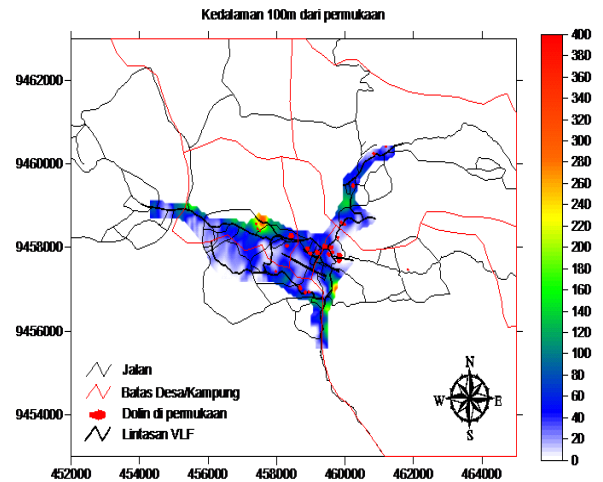 Kedalaman 100m dari permukaan
9462000
9460000
9458000
9456000
9454000
452000 454000 456000 458000 460000 462000 464000
Jalan
Batas Desa/Kampung
Dolin di permukaan
Lintasan VLF
N
W E
S
400
380
360
340
320
300
280
260
240
220
200
180
160
140
120
100
80
60
40
20
0